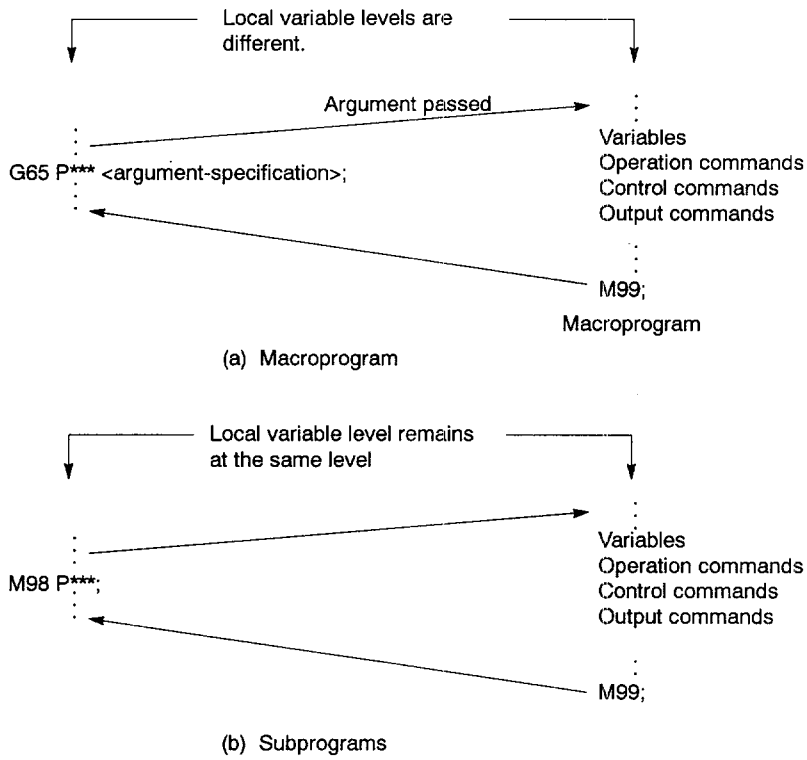 Local variable levels are
different.
Argument passed
G65 P*** <argument-specification>;
Variables
Operation commands
Control commands
Output commands
M99;
Macroprogram
(a) Macroprogram
Local variable level remains
at the same level
M98 P***;
Variables
Operation commands
Control commands
Output commands
M99;
(b) Subprograms